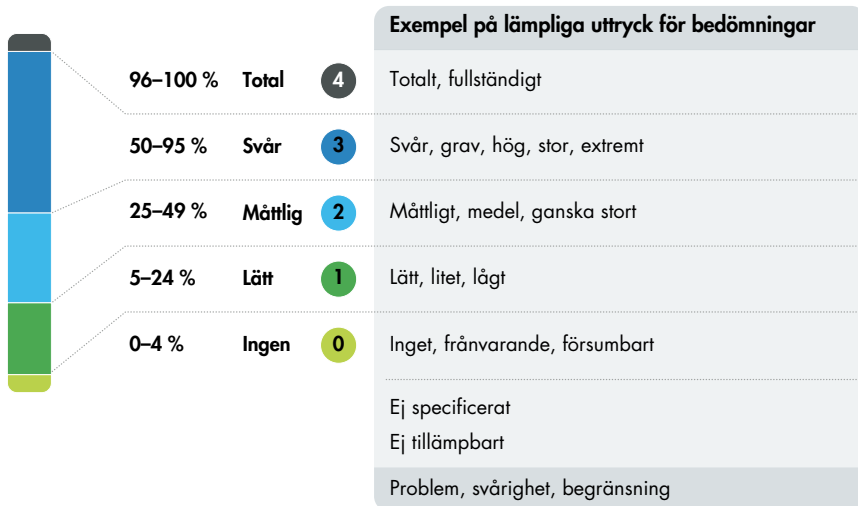 Exempel på lämpliga uttryck för bedömningar
96–100 % Total 4 Totalt, fullständigt
50–95 % Svår 3 Svår, grav, hög, stor, extremt
25–49 % Måttlig 2 Måttligt, medel, ganska stort
5–24 % Lätt 1 Lätt, litet, lågt
0–4 % Ingen 0 Inget, frånvarande, försumbart
Ej specificerat
Ej tillämpbart
Problem, svårighet, begränsning